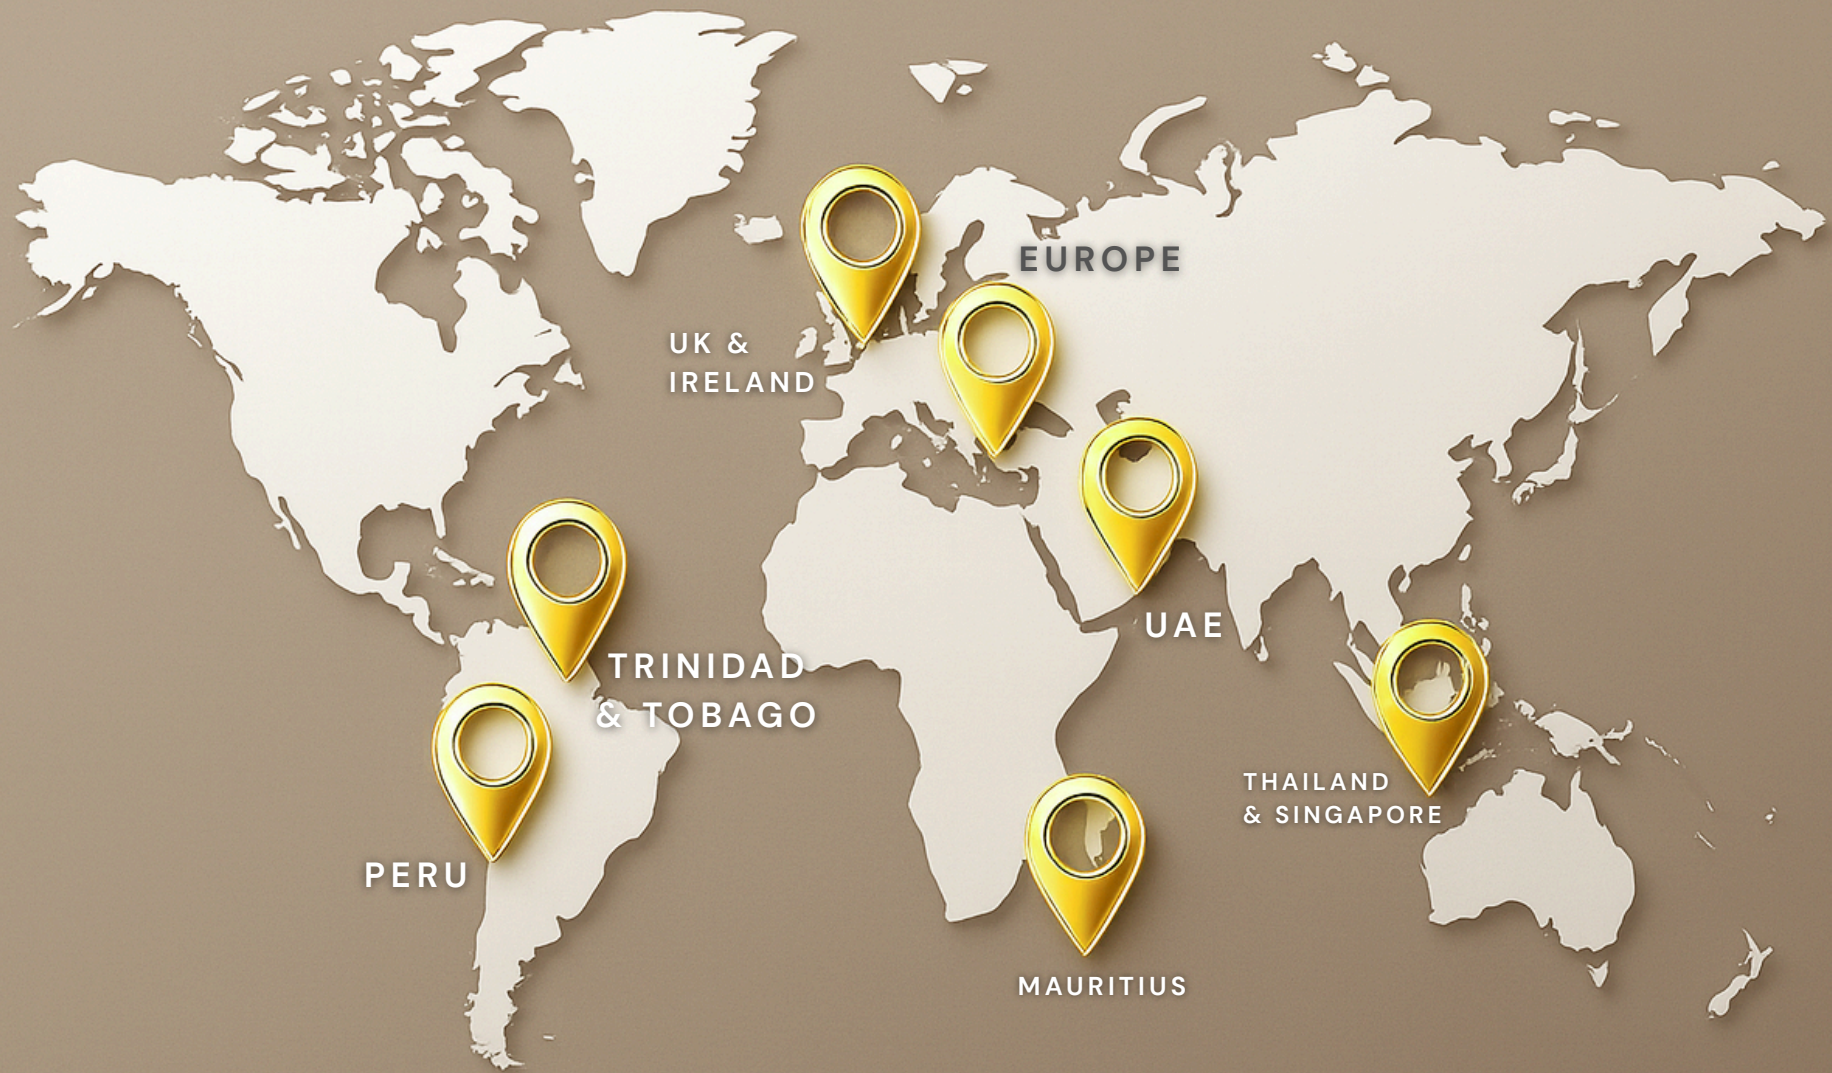 EUROPE
UK &
IRELAND
UAE
TRINIDAD
& TOBAGO
THAILAND
& SINGAPORE
PERU
MAURITIUS